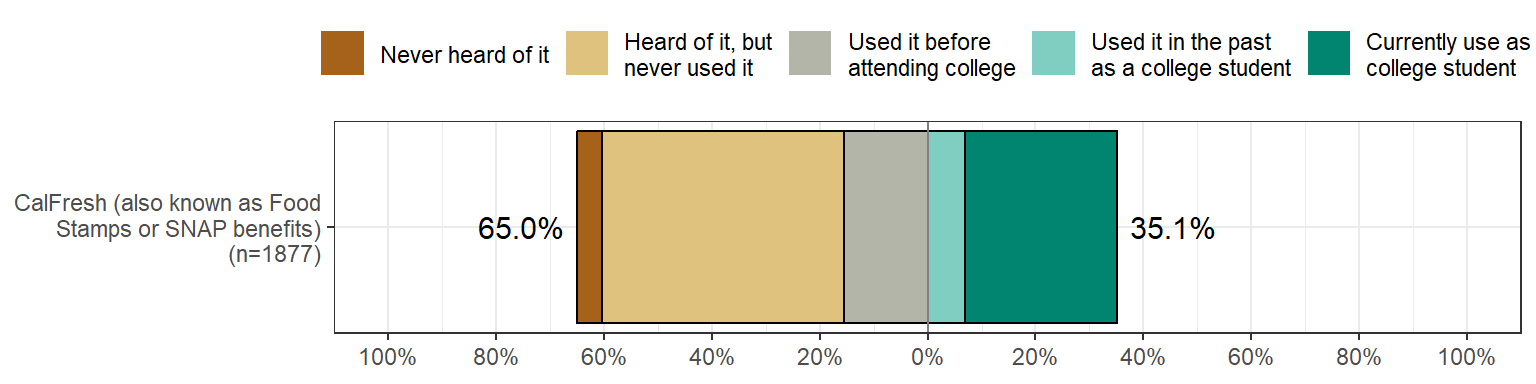 Never heard of it
Heard of it, but
never used it
Used it before
attending college
Used it in the past
as a college student
Currently use as
college student
CalFresh (also known as Food
Stamps or SNAP benefits)
(n=1877)
65.0%
35.1%
100% 80% 60% 40% 20% 0% 20% 40% 60% 80% 100%